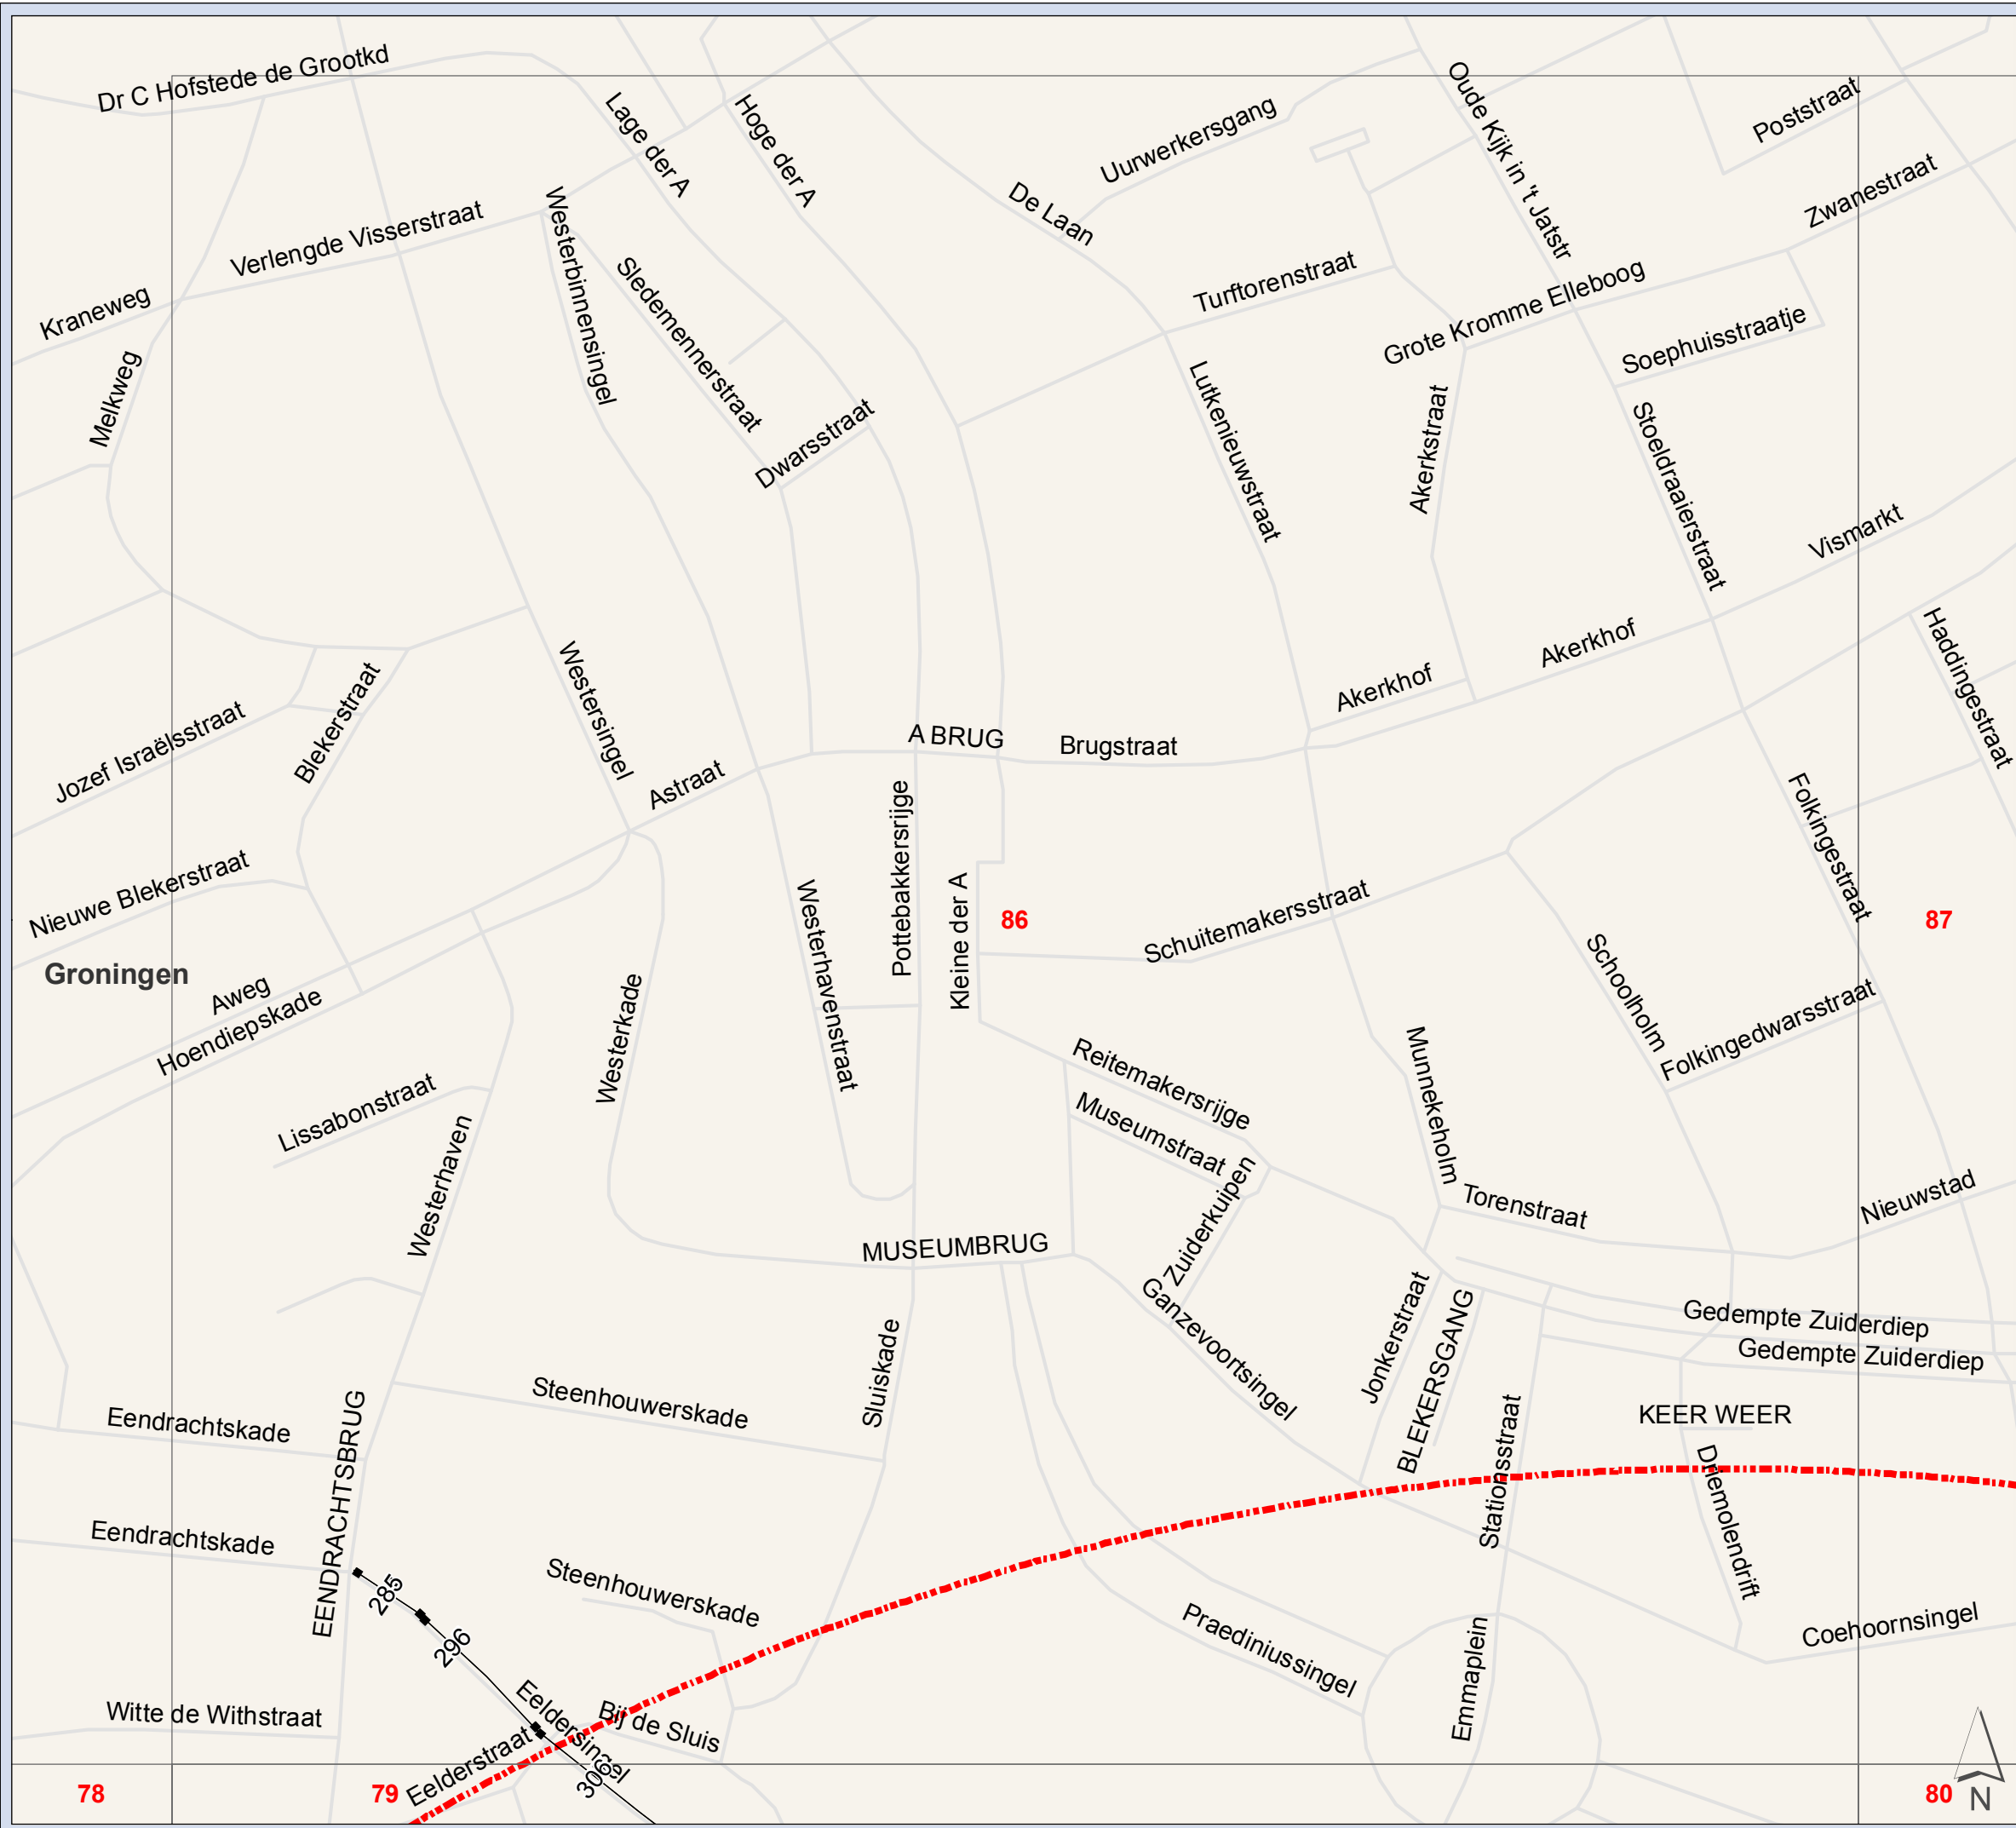 Dr C Hofstede de Grootkd
Lage der A
Hoge der A
Oude Kijk in 't Jatstr
Poststraat
Uurwerkersgang
De Laan
Zwanestraat
Verlengde Visserstraat
Westerbinnensingel
Sledemennerstraat
Turftorenstraat
Grote Kromme Elleboog
Kraneweg
Soephuisstraatje
Melkweg
Dwarsstraat
Lutkenieuwstraat
Akerkstraat
Stoeldraaierstraat
Vismarkt
Haddingestraat
Akerkhof
Akerkhof
Westersingel
Blekerstraat
Jozef Israëlsstraat
Astraat
A BRUG
Brugstraat
Folkingestraat
Pottebakkersrijge
Kleine der A
Westerhavenstraat
86
87
Schuitemakersstraat
Nieuwe Blekerstraat
Groningen
Aweg
Hoendiepskade
Westerkade
Schoolholm
Folkingedwarsstraat
Reitemakersrijge
Museumstraat
Munnekeholm
Lissabonstraat
Westerhaven
Zuiderkuipen
Torenstraat
Nieuwstad
MUSEUMBRUG
Ganzevoortsingel
Jonkerstraat
BLEKERSGANG
Gedempte Zuiderdiep
Gedempte Zuiderdiep
Sluiskade
Steenhouwerskade
Eendrachtskade
EENDRACHTSBRUG
Stationsstraat
KEER WEER
Driemolendrift
Eendrachtskade
285
296
Steenhouwerskade
Praediniussingel
Emmaplein
Coehoornsingel
Witte de Withstraat
Eeldersingel
Bij de Sluis
Eelderstraat
306
78
79
80
N